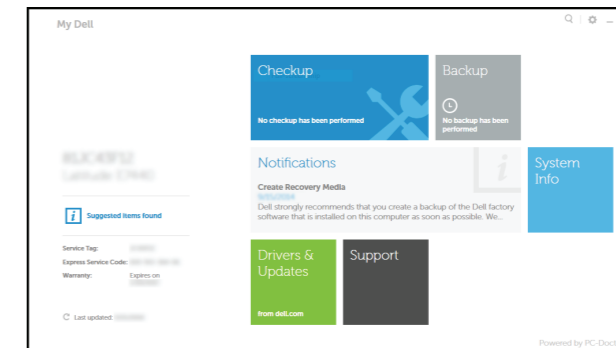 My Dell
Checkup
No checkup has been performed
Backup
No backup has been
performed
Suggested items found
Notifications
Create Recovery Media
Dell strongly recommends that you create a backup of the Dell factory
software that is installed on this computer as soon as possible. We...
System
Info
Service Tag:
Express Service Code:
Warranty:
Expires on
Last updated:
Drivers &
Updates
from dell.com
Support
Powered by